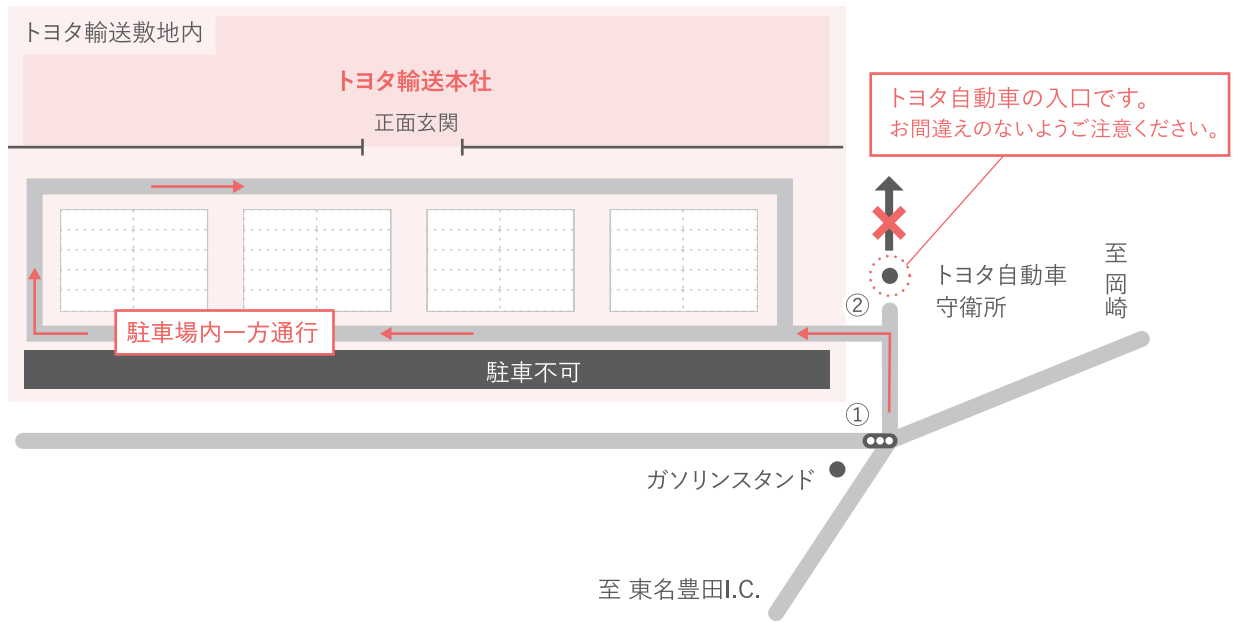 トヨタ輸送敷地内
トヨタ輸送本社
正面玄関
トヨタ自動車の入口です。
お間違えのないようご注意ください。
至 岡崎
トヨタ自動車
守衛所
②
駐車場内一方通行
駐車不可
①
ガソリンスタンド
至 東名豊田I.C.